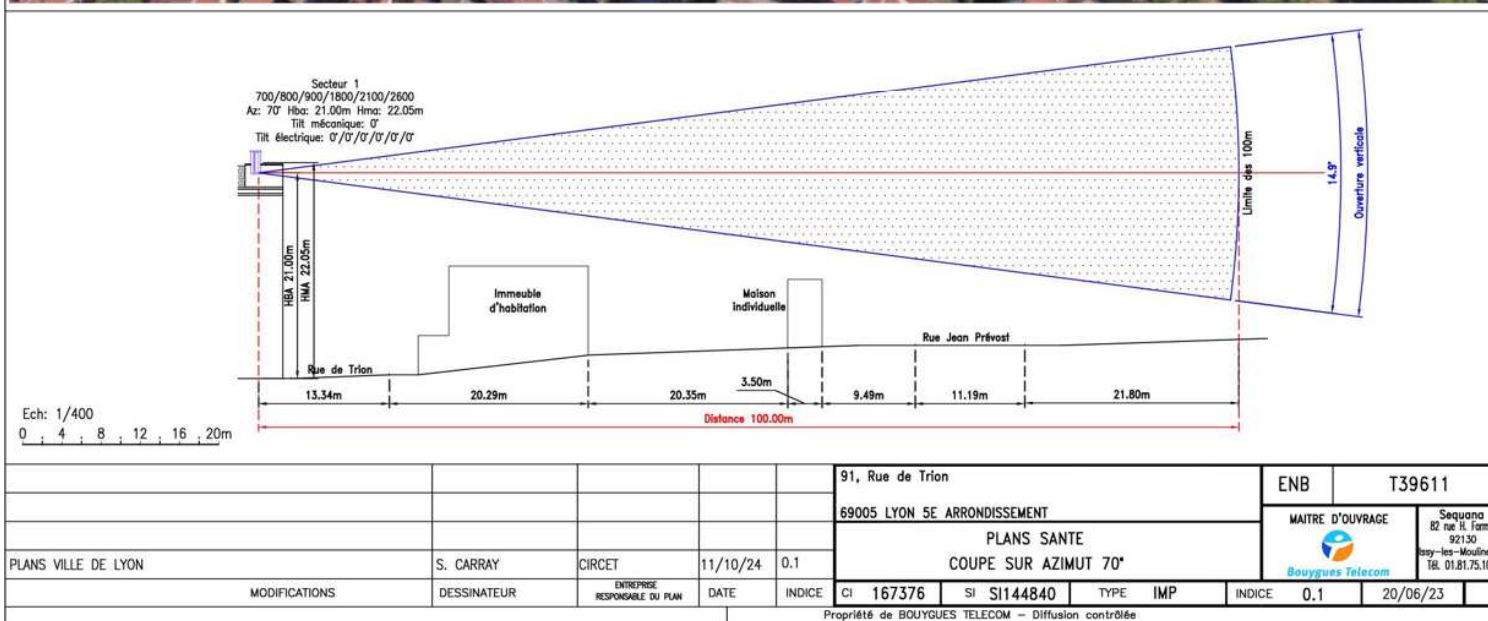 Secteur 1
700/800/900/1800/2100/2600
Az: 70° Hba: 21.00m Hma: 22.05m
Tilt mécanique: 0°
Tilt électrique: 0°/0°/0°/0°/0°/0°
HBA 21.00m
HMA 22.05m
Immeuble
d'habitation
Maison
individuelle
Limite des 100m
14.9°
Ouverture verticale
Rue de Trion
Rue Jean Prévost
13.34m
20.29m
20.35m
3.50m
9.49m
11.19m
21.80m
Distance 100.00m
Ech: 1/400
0 4 8 12 16 20m
91, Rue de Trion
69005 LYON 5E ARRONDISSEMENT
PLANS SANTE
COUPE SUR AZIMUT 70°
ENB T39611
MAITRE D'OUVRAGE
Bouygues Telecom
Sequana
82 rue H. Farm
92130
Issy-les-Mouline
Tél. 01.81.75.10
PLANS VILLE DE LYON S. CARRAY CIRCET 11/10/24 0.1
MODIFICATIONS DESSINATEUR ENTREPRISE RESPONSABLE DU PLAN DATE INDICE
CI 167376 SI SI144840 TYPE IMP INDICE 0.1 20/06/23
Propriété de BOUYGUES TELECOM – Diffusion contrôlée